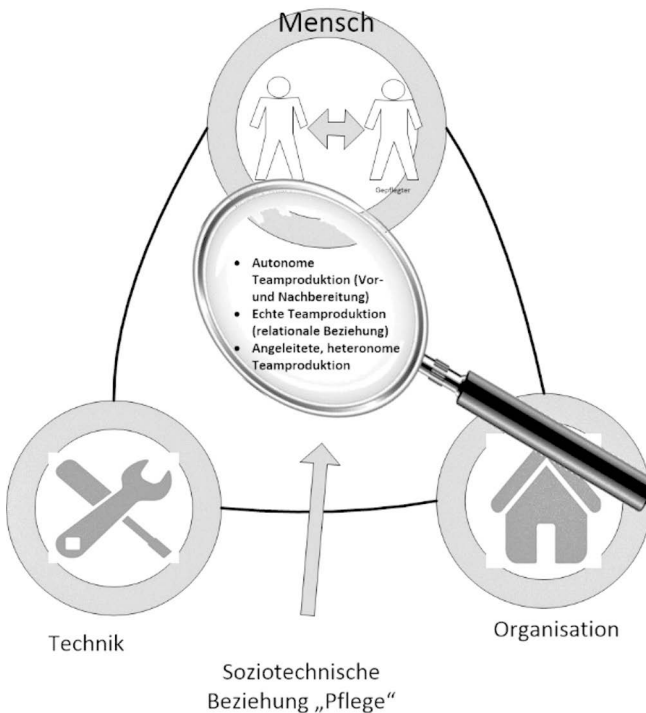 Mensch
Gepflegter
• Autonome
Teamproduktion (Vor-
und Nachbereitung)
• Echte Teamproduktion
(relationale Beziehung)
• Angeleitete, heteronome
Teamproduktion
Technik
Organisation
Soziotechnische
Beziehung „Pflege“